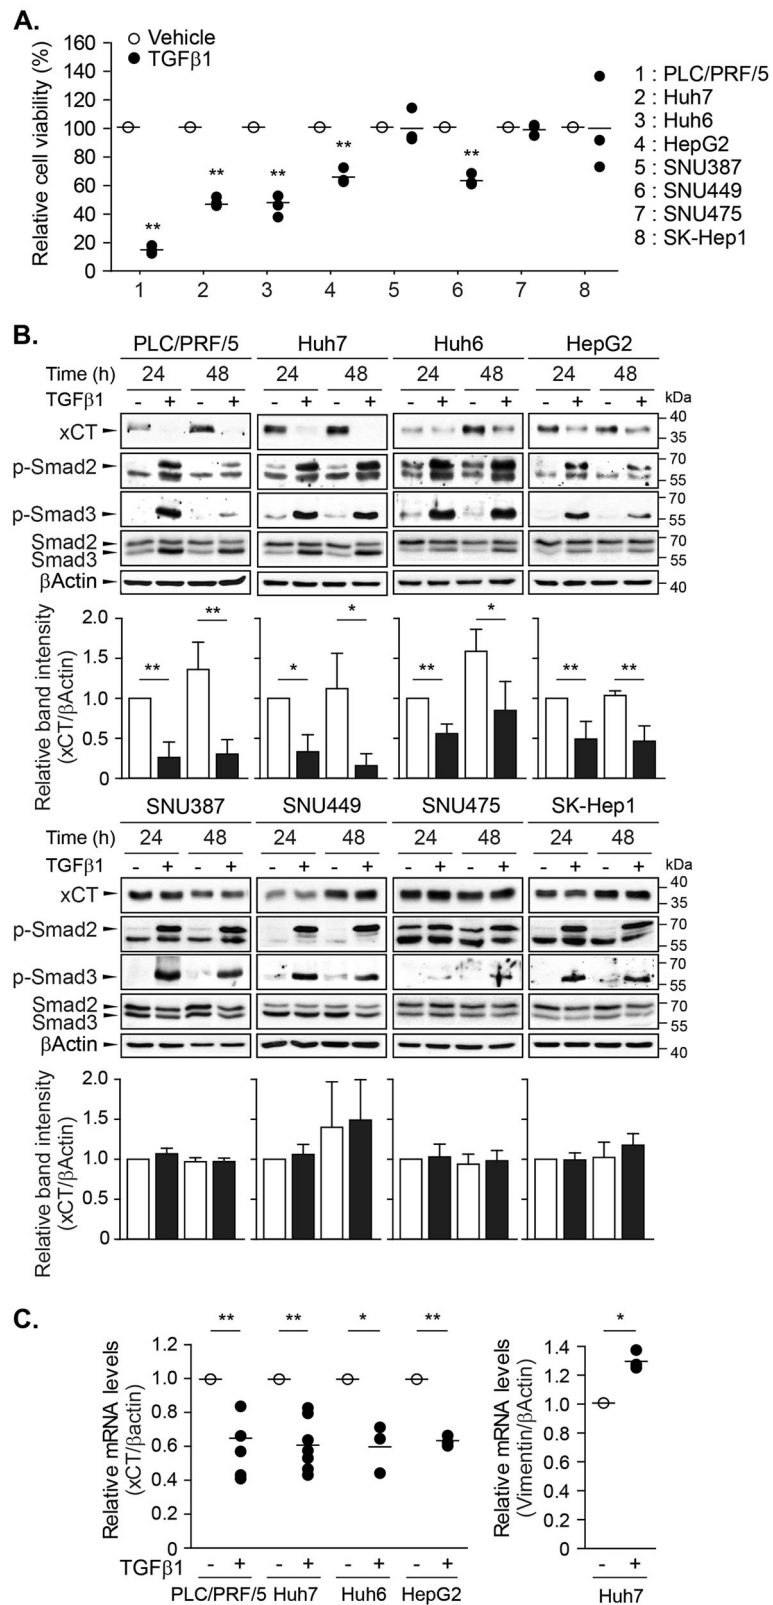 A.
Relative cell viability (%)
160
140
120
100
80
60
40
20
0
Vehicle
TGFβ1
**
**
**
**
**
1 2 3 4 5 6 7 8
1 : PLC/PRF/5
2 : Huh7
3 : Huh6
4 : HepG2
5 : SNU387
6 : SNU449
7 : SNU475
8 : SK-Hep1
B.
PLC/PRF/5 Huh7 Huh6 HepG2
Time (h) 24 48 24 48 24 48 24 48
TGFβ1 - + - + - + - + - + - + - + - + kDa
xCT 40
35
p-Smad2 70
55
p-Smad3 70
55
Smad2 70
Smad3 55
βActin 40
Relative band intensity
(xCT/βActin)
2.0
1.5
1.0
0.5
0
** ** * * ** * ** **
SNU387 SNU449 SNU475 SK-Hep1
Time (h) 24 48 24 48 24 48 24 48
TGFβ1 - + - + - + - + - + - + - + - + kDa
xCT 40
35
p-Smad2 70
55
p-Smad3 70
55
Smad2 70
Smad3 55
βActin 40
Relative band intensity
(xCT/βActin)
2.0
1.5
1.0
0.5
0
C.
Relative mRNA levels
(xCT/βactin)
1.2
1.0
0.8
0.6
0.4
0.2
0
** ** * **
TGFβ1 - + - + - + - +
PLC/PRF/5 Huh7 Huh6 HepG2
Relative mRNA levels
(Vimentin/βActin)
1.4
1.2
1.0
0.8
0.6
0.4
0.2
0
*
- +
Huh7